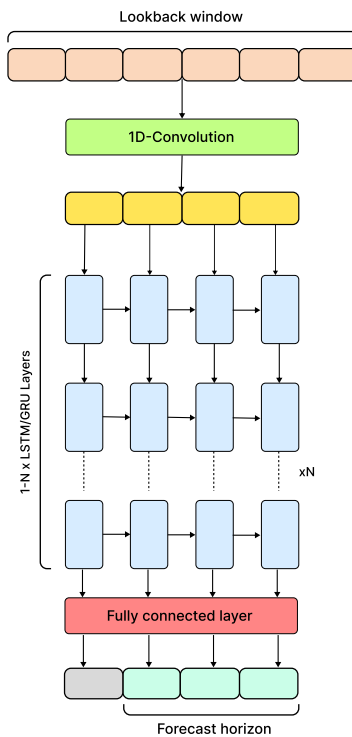 Lookback window
1D-Convolution
1-N x LSTM/GRU Layers
xN
Fully connected layer
Forecast horizon